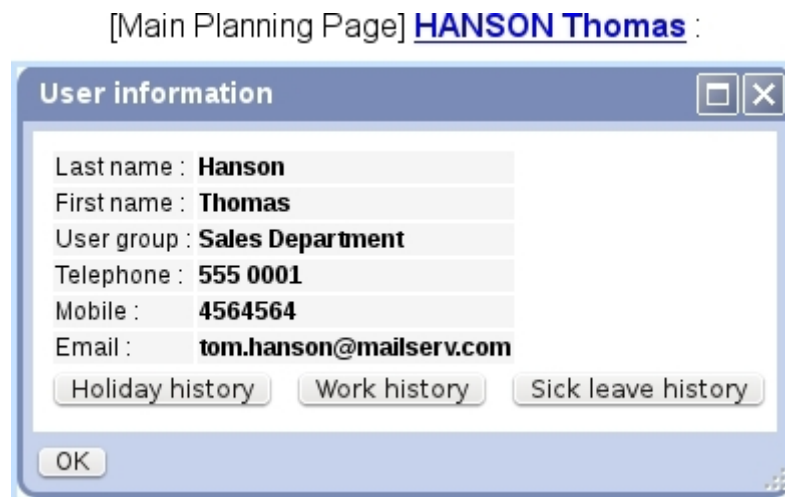 [Main Planning Page] HANSON Thomas :
User information
Last name : Hanson
First name : Thomas
User group : Sales Department
Telephone : 555 0001
Mobile : 4564564
Email : tom.hanson@mailserv.com
Holiday history Work history Sick leave history
OK